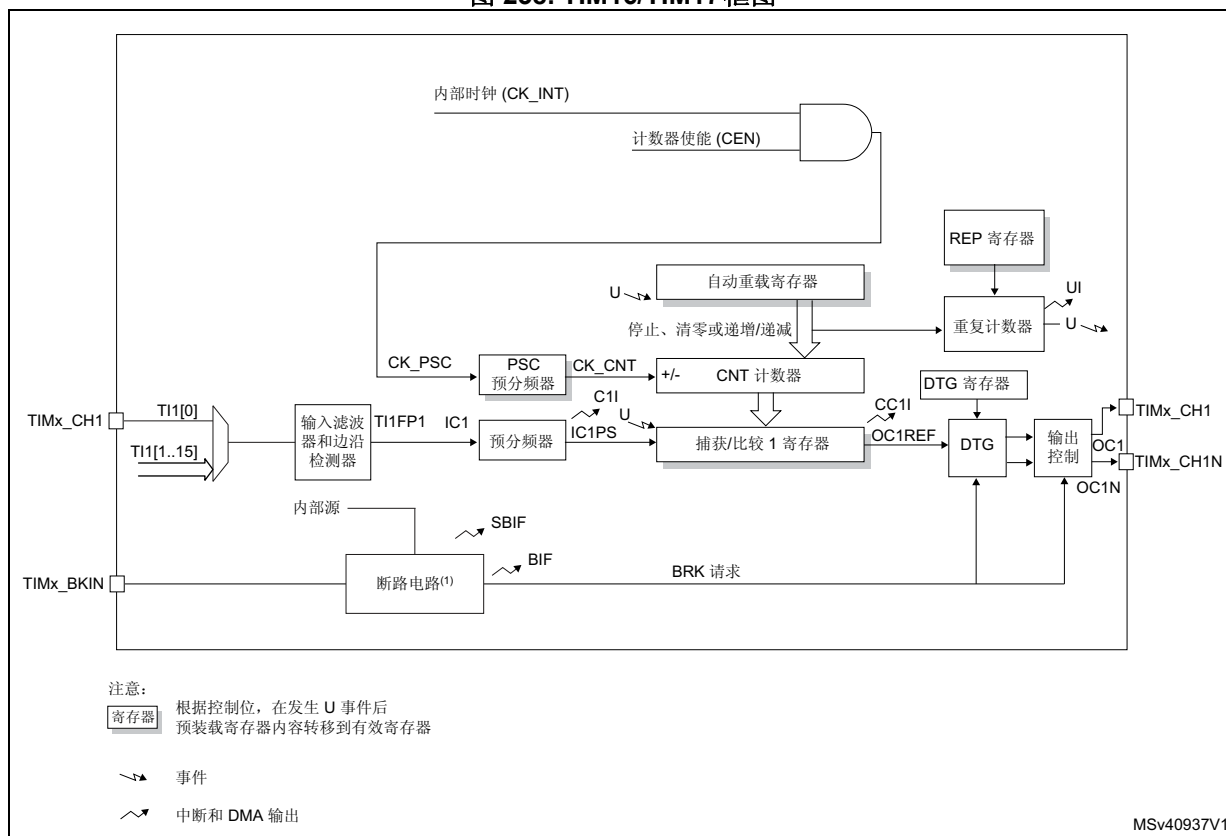 内部时钟 (CK_INT)
计数器使能 (CEN)
REP 寄存器
自动重载寄存器
U
UI
停止、清零或递增/递减
重复计数器
U
CK_PSC
PSC
预分频器
CK_CNT
+/-
CNT 计数器
DTG 寄存器
TIMx_CH1
TI1[0]
TI1[1..15]
输入滤波
器和边沿
检测器
TI1FP1
IC1
预分频器
C1I
IC1PS
U
捕获/比较 1 寄存器
CC1I
OC1REF
DTG
输出
控制
OC1
OC1N
TIMx_CH1
TIMx_CH1N
内部源
SBIF
BIF
TIMx_BKIN
断路电路(1)
BRK 请求
注意：
寄存器
根据控制位，在发生 U 事件后
预装载寄存器内容转移到有效寄存器
事件
中断和 DMA 输出
MSv40937V1